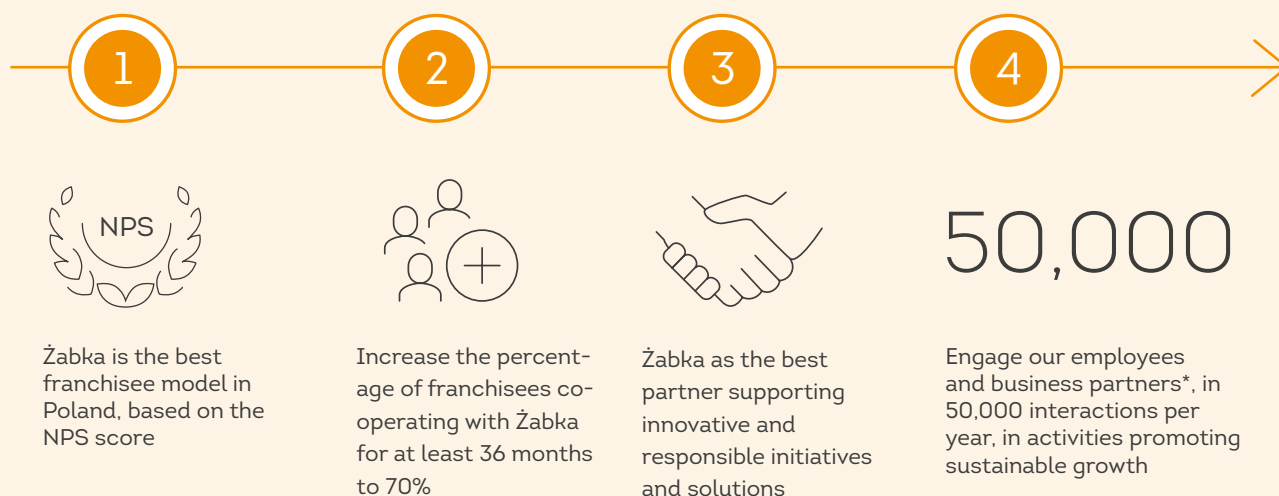 1
2
3
4
NPS
50,000
Żabka is the best
franchisee model in
Poland, based on the
NPS score
Increase the percent-
age of franchisees co-
operating with Żabka
for at least 36 months
to 70%
Żabka as the best
partner supporting
innovative and
responsible initiatives
and solutions
Engage our employees
and business partners*, in
50,000 interactions per
year, in activities promoting
sustainable growth